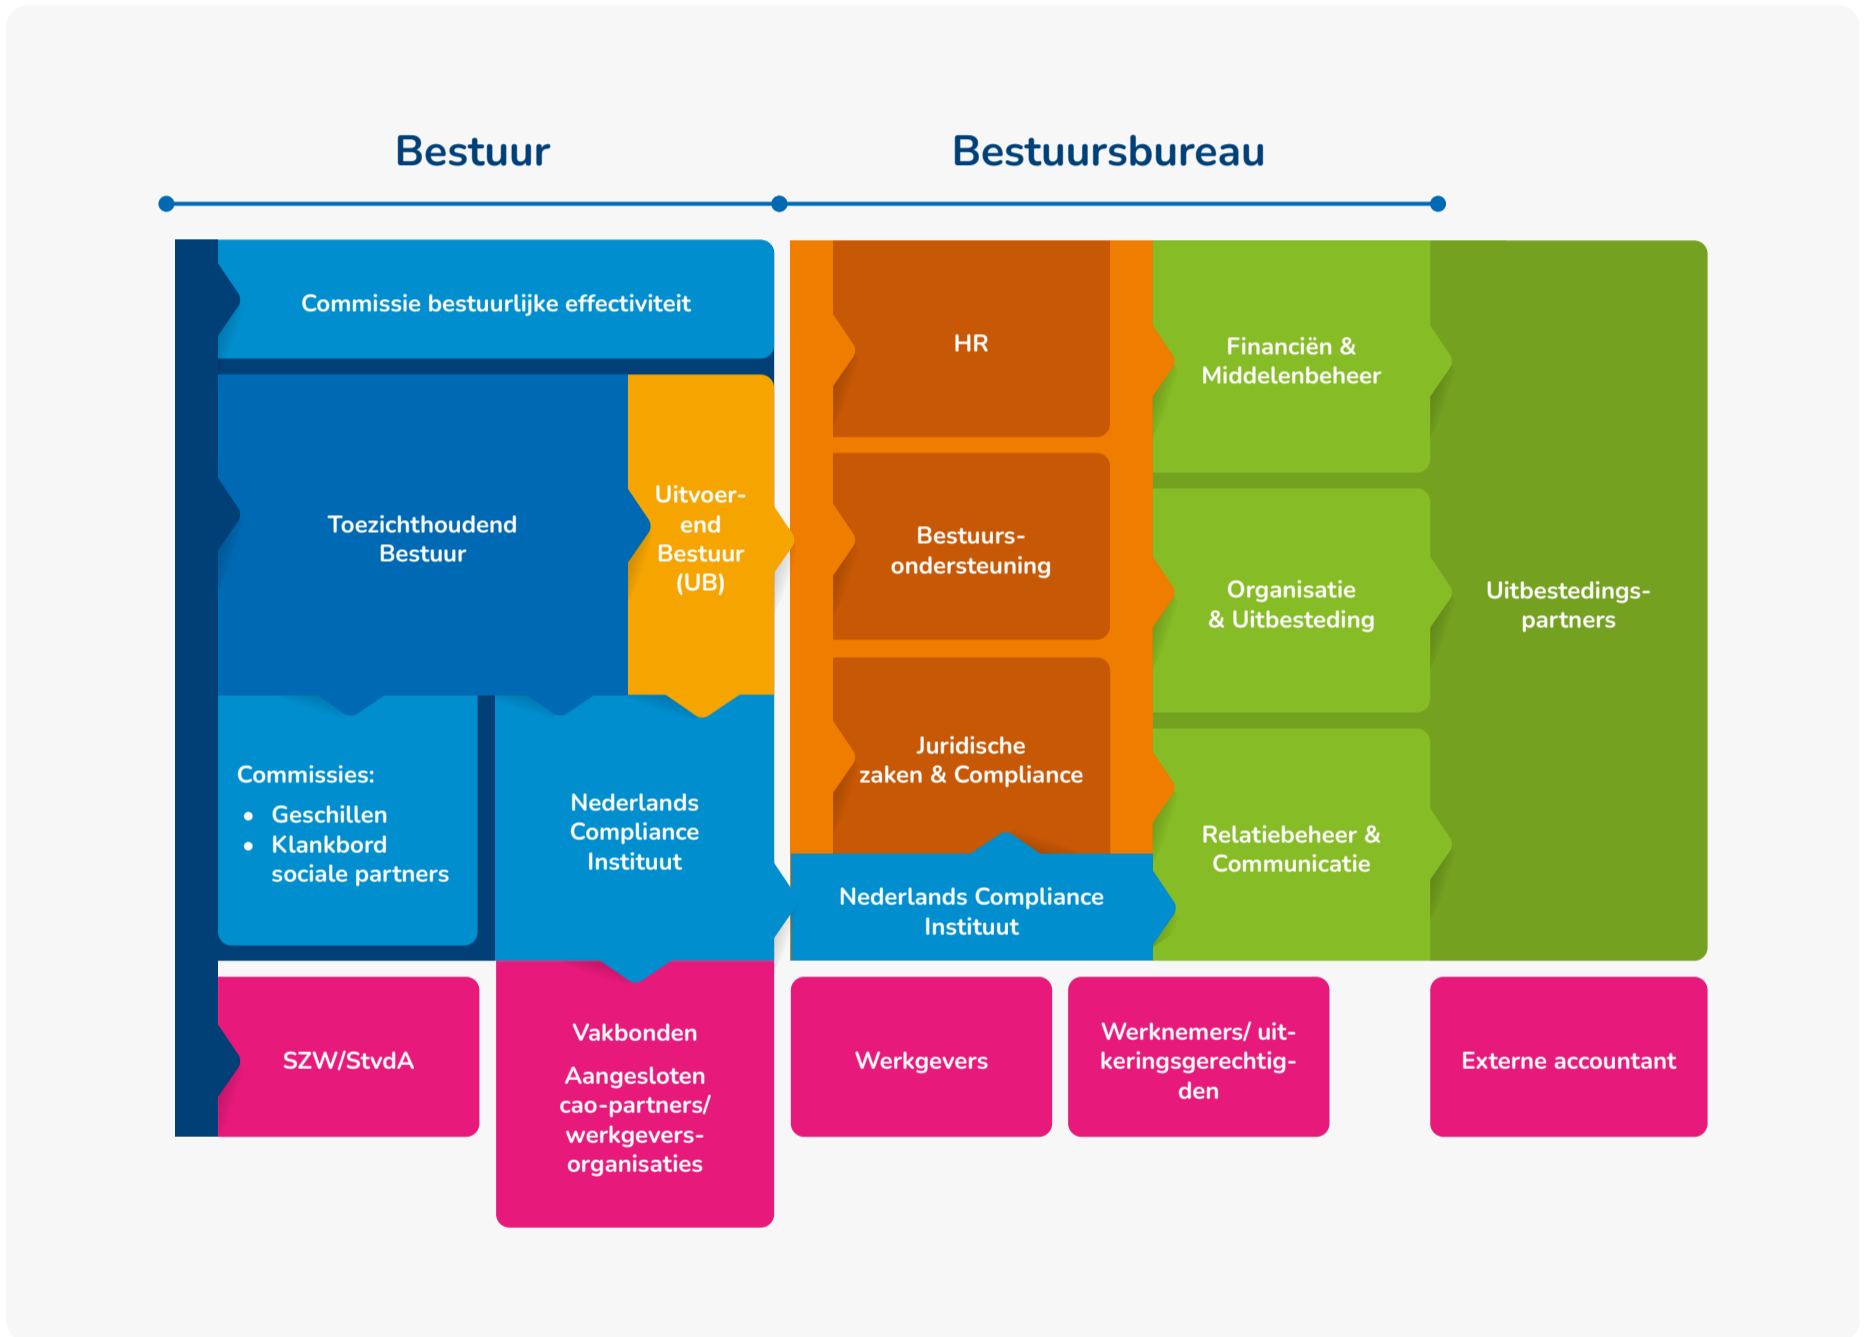 Bestuur
Bestuursbureau
Commissie bestuurlijke effectiviteit
Toezichthoudend
Bestuur
Uitvoer-
end
Bestuur
(UB)
Commissies:
• Geschillen
• Klankbord
sociale partners
Nederlands
Compliance
Instituut
HR
Bestuurs-
ondersteuning
Juridische
zaken & Compliance
Nederlands Compliance
Instituut
Financiën &
Middelenbeheer
Organisatie
& Uitbesteding
Relatiebeheer &
Communicatie
Uitbestedings-
partners
SZW/StvdA
Vakbonden
Aangesloten
cao-partners/
werkgevers-
organisaties
Werkgevers
Werknemers/ uit-
keringsgerechtig-
den
Externe accountant